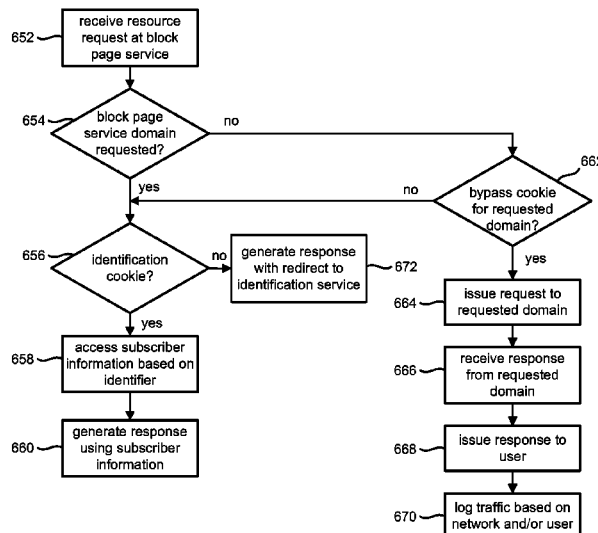 receive resource
request at block
page service
652
block page
service domain
requested?
654
no
yes
bypass cookie
for requested
domain?
662
no
yes
identification
cookie?
656
no
yes
generate response
with redirect to
identification service
672
issue request to
requested domain
664
access subscriber
information based on
identifier
658
receive response
from requested
domain
666
generate response
using subscriber
information
660
issue response to
user
668
log traffic based on
network and/or user
670